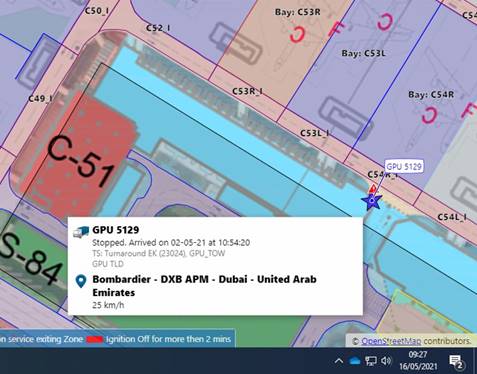 C50_I
C52_I
Bay: C53R
C54_I
Bay: C53L
C49_I
C53R_I
Bay: C54R
C53L_I
C-51
GPU 5129
C54L_I
S-84
GPU 5129
Stopped. Arrived on 02-05-21 at 10:54:20
TS: Turnaround EK (23024), GPU_TOW
GPU TLD
Bombardier - DXB APM - Dubai - United Arab
Emirates
25 km/h
on service exiting Zone Ignition Off for more then 2 mins
© OpenStreetMap contributors.
09:27
16/05/2021
2